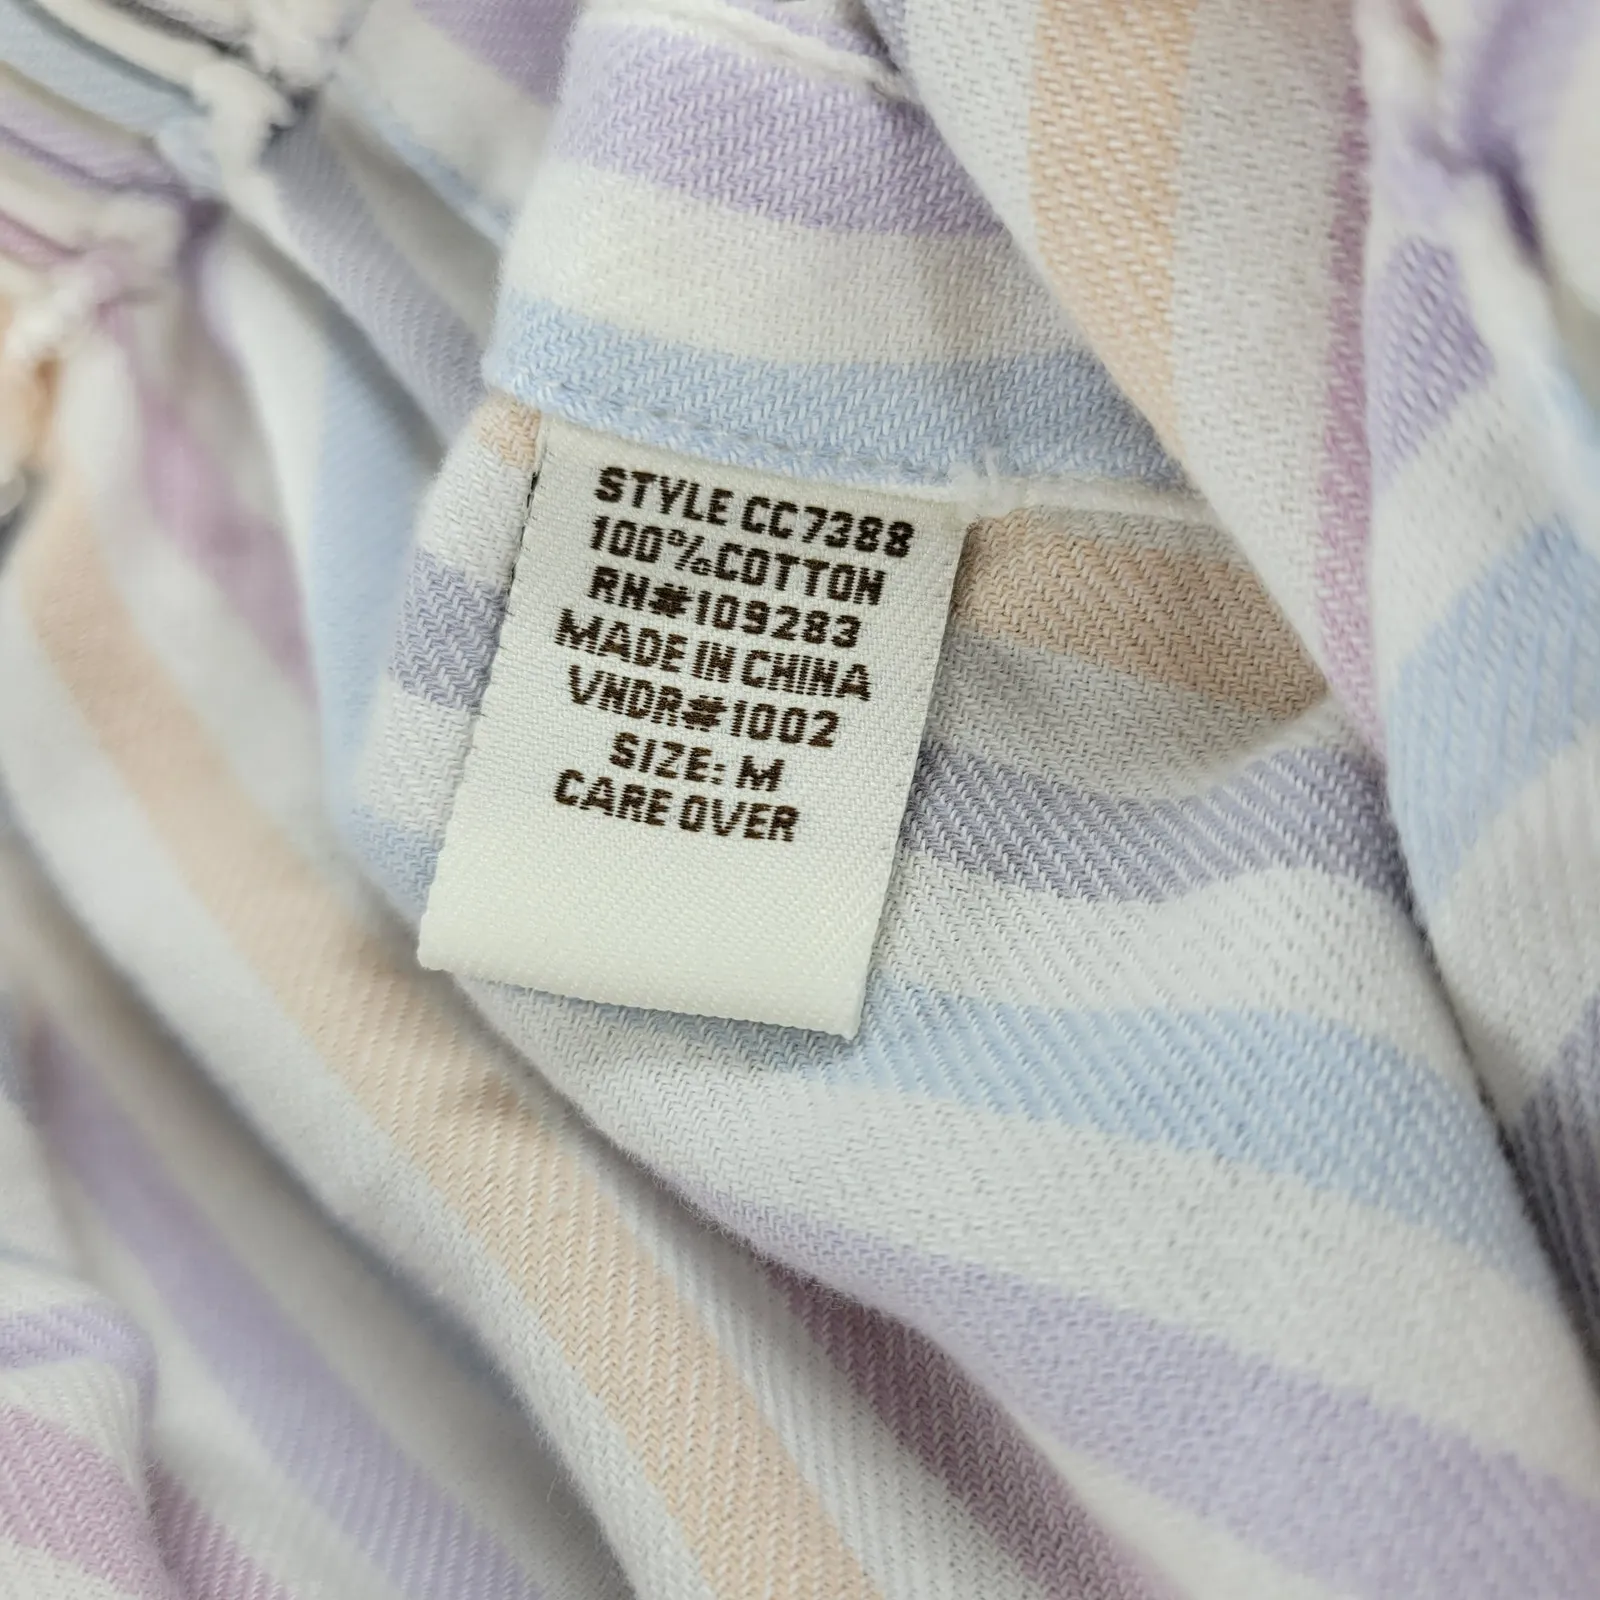 STYLE CC7388
100%COTTON
RN#109283
MADE IN CHINA
VNDR#1002
SIZE: M
CARE OVER